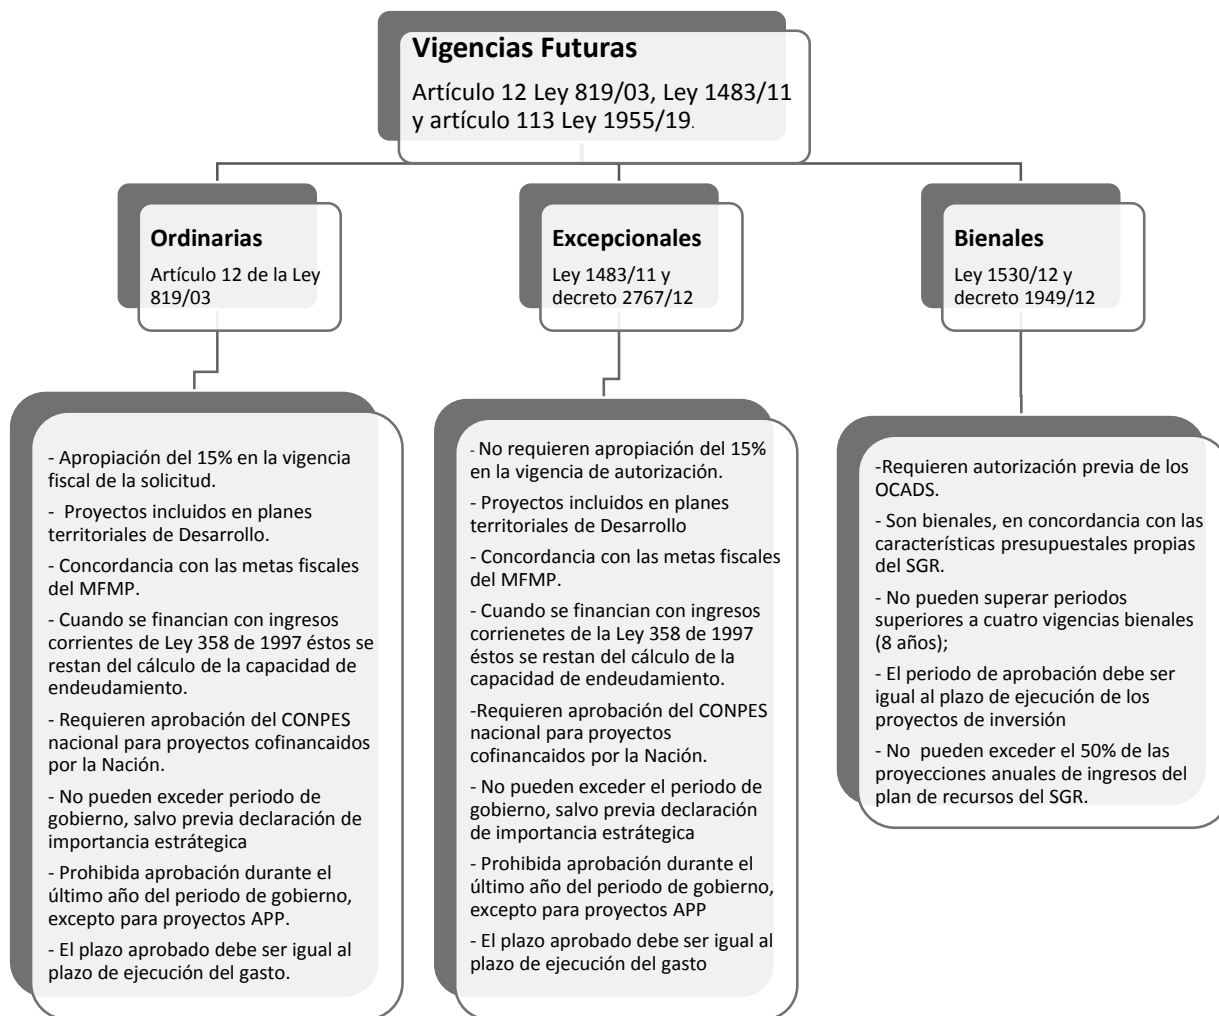 Vigencias Futuras
Artículo 12 Ley 819/03, Ley 1483/11
y artículo 113 Ley 1955/19.
Ordinarias
Artículo 12 de la Ley
819/03
Excepcionales
Ley 1483/11 y
decreto 2767/12
Bienales
Ley 1530/12 y
decreto 1949/12
- Apropiación del 15% en la vigencia
fiscal de la solicitud.
- Proyectos incluidos en planes
territoriales de Desarrollo.
- Concordancia con las metas fiscales
del MFMP.
- Cuando se financian con ingresos
corrientes de Ley 358 de 1997 éstos se
restan del cálculo de la capacidad de
endeudamiento.
- Requieren aprobación del CONPES
nacional para proyectos cofinancaidos
por la Nación.
- No pueden exceder periodo de
gobierno, salvo previa declaración de
importancia estrátegica
- Prohibida aprobación durante el
último año del periodo de gobierno,
excepto para proyectos APP.
- El plazo aprobado debe ser igual al
plazo de ejecución del gasto.
- No requieren apropiación del 15%
en la vigencia de autorización.
- Proyectos incluidos en planes
territoriales de Desarrollo
- Concordancia con las metas fiscales
del MFMP.
- Cuando se financian con ingresos
corrienetes de la Ley 358 de 1997
éstos se restan del cálculo de la
capacidad de endeudamiento.
-Requieren aprobación del CONPES
nacional para proyectos
cofinancaidos por la Nación.
- No pueden exceder el periodo de
gobierno, salvo previa declaración
de importancia estrátegica
- Prohibida aprobación durante el
último año del periodo de gobierno,
excepto para proyectos APP
- El plazo aprobado debe ser igual al
plazo de ejecución del gasto
-Requieren autorización previa de los
OCADS.
- Son bienales, en concordancia con las
características presupuestales propias
del SGR.
- No pueden superar periodos
superiores a cuatro vigencias bienales
(8 años);
- El periodo de aprobación debe ser
igual al plazo de ejecución de los
proyectos de inversión
- No pueden exceder el 50% de las
proyecciones anuales de ingresos del
plan de recursos del SGR.